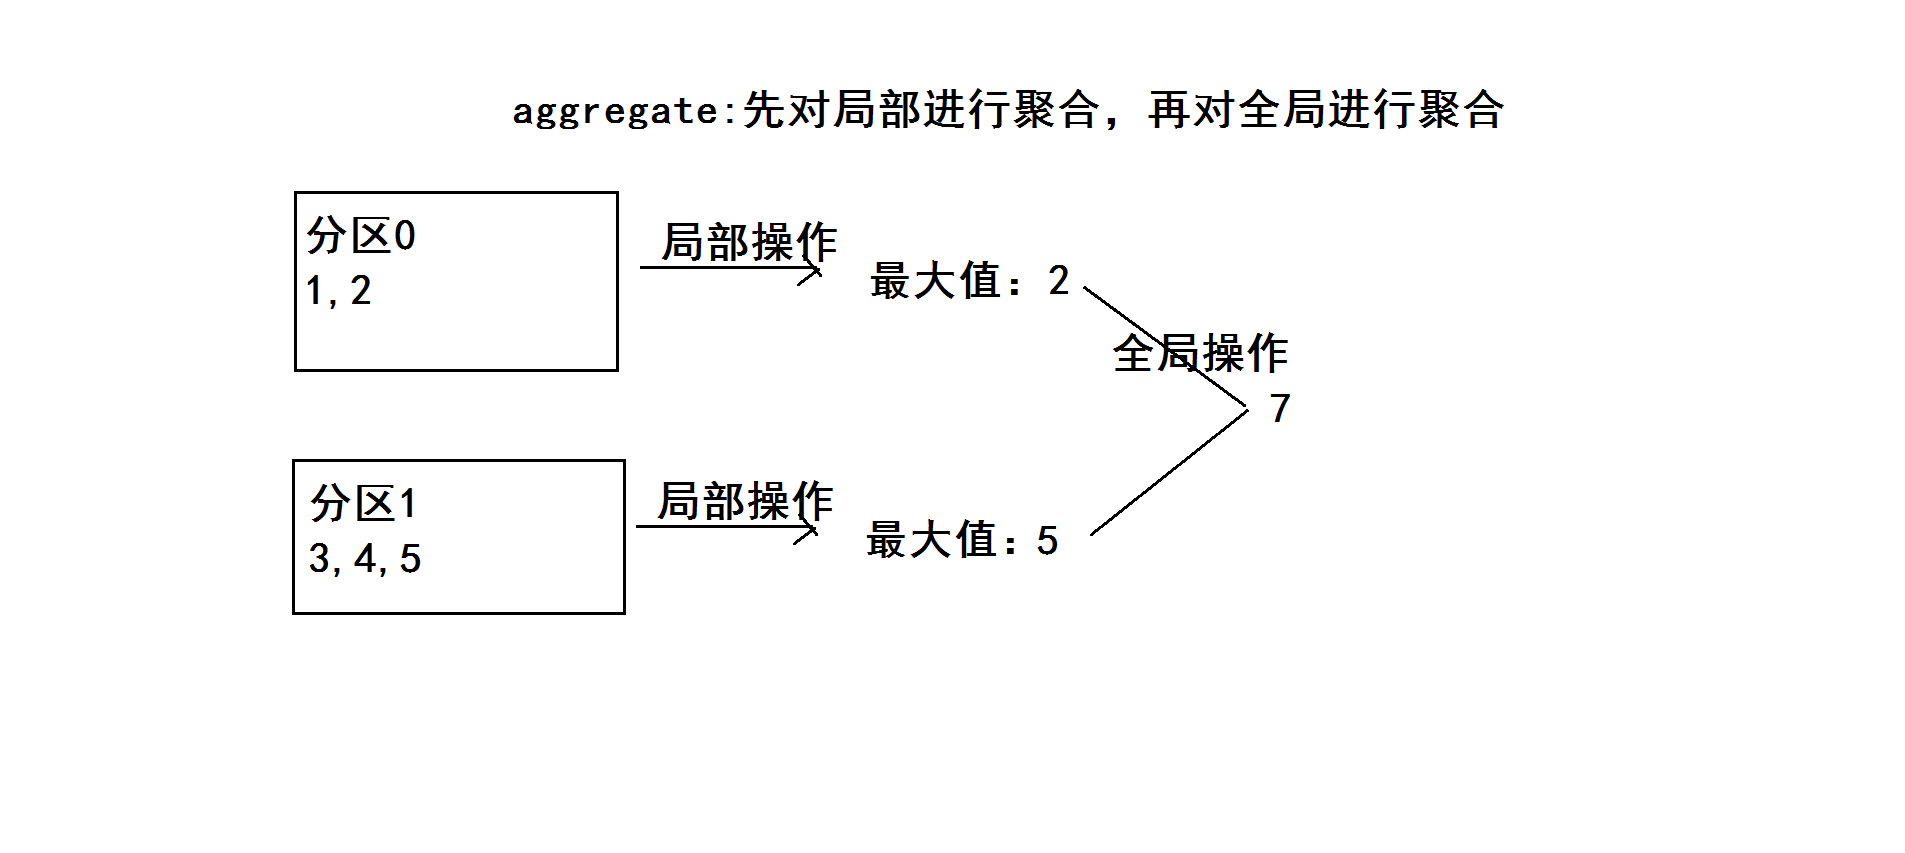 aggregate:先对局部进行聚合，再对全局进行聚合
分区0
1,2
局部操作
最大值：2
全局操作
7
分区1
3,4,5
局部操作
最大值：5